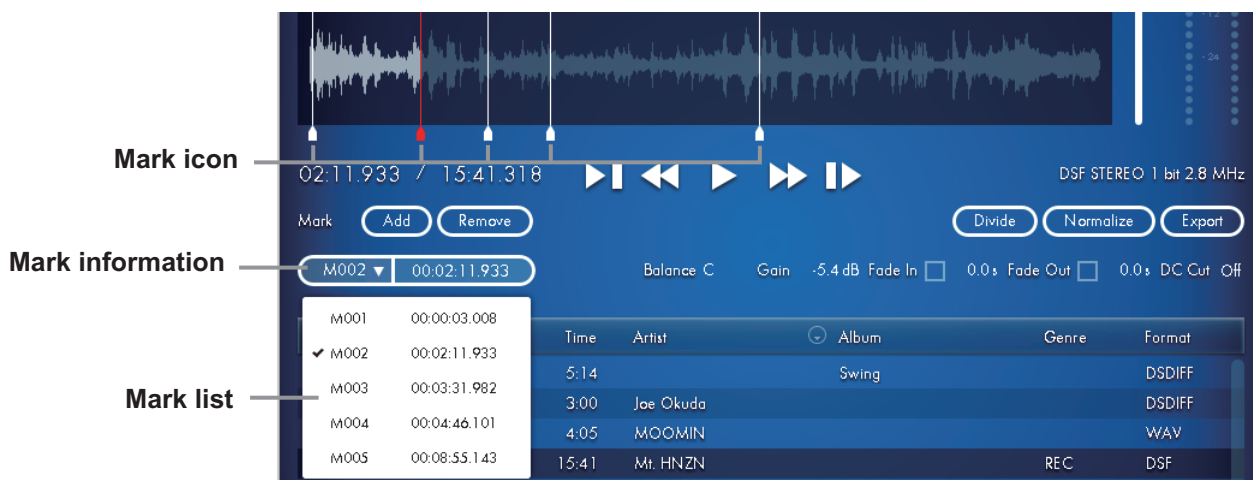 -12
-24
Mark icon
02:11.933 / 15:41.318
DSF STEREO 1 bit 2.8 MHz
Mark Add Remove Divide Normalize Export
Mark information
M002 ▼ 00:02:11.933 Balance C Gain -5.4 dB Fade In 0.0 s Fade Out 0.0 s DC Cut Off
M001 00:00:03.008
Time Artist Album Genre Format
✔ M002 00:02:11.933
5:14 Swing DSDIFF
Mark list
M003 00:03:31.982
3:00 Joe Okuda DSDIFF
M004 00:04:46.101
4:05 MOOMIN WAV
M005 00:08:55.143
15:41 Mt. HNZN REC DSF